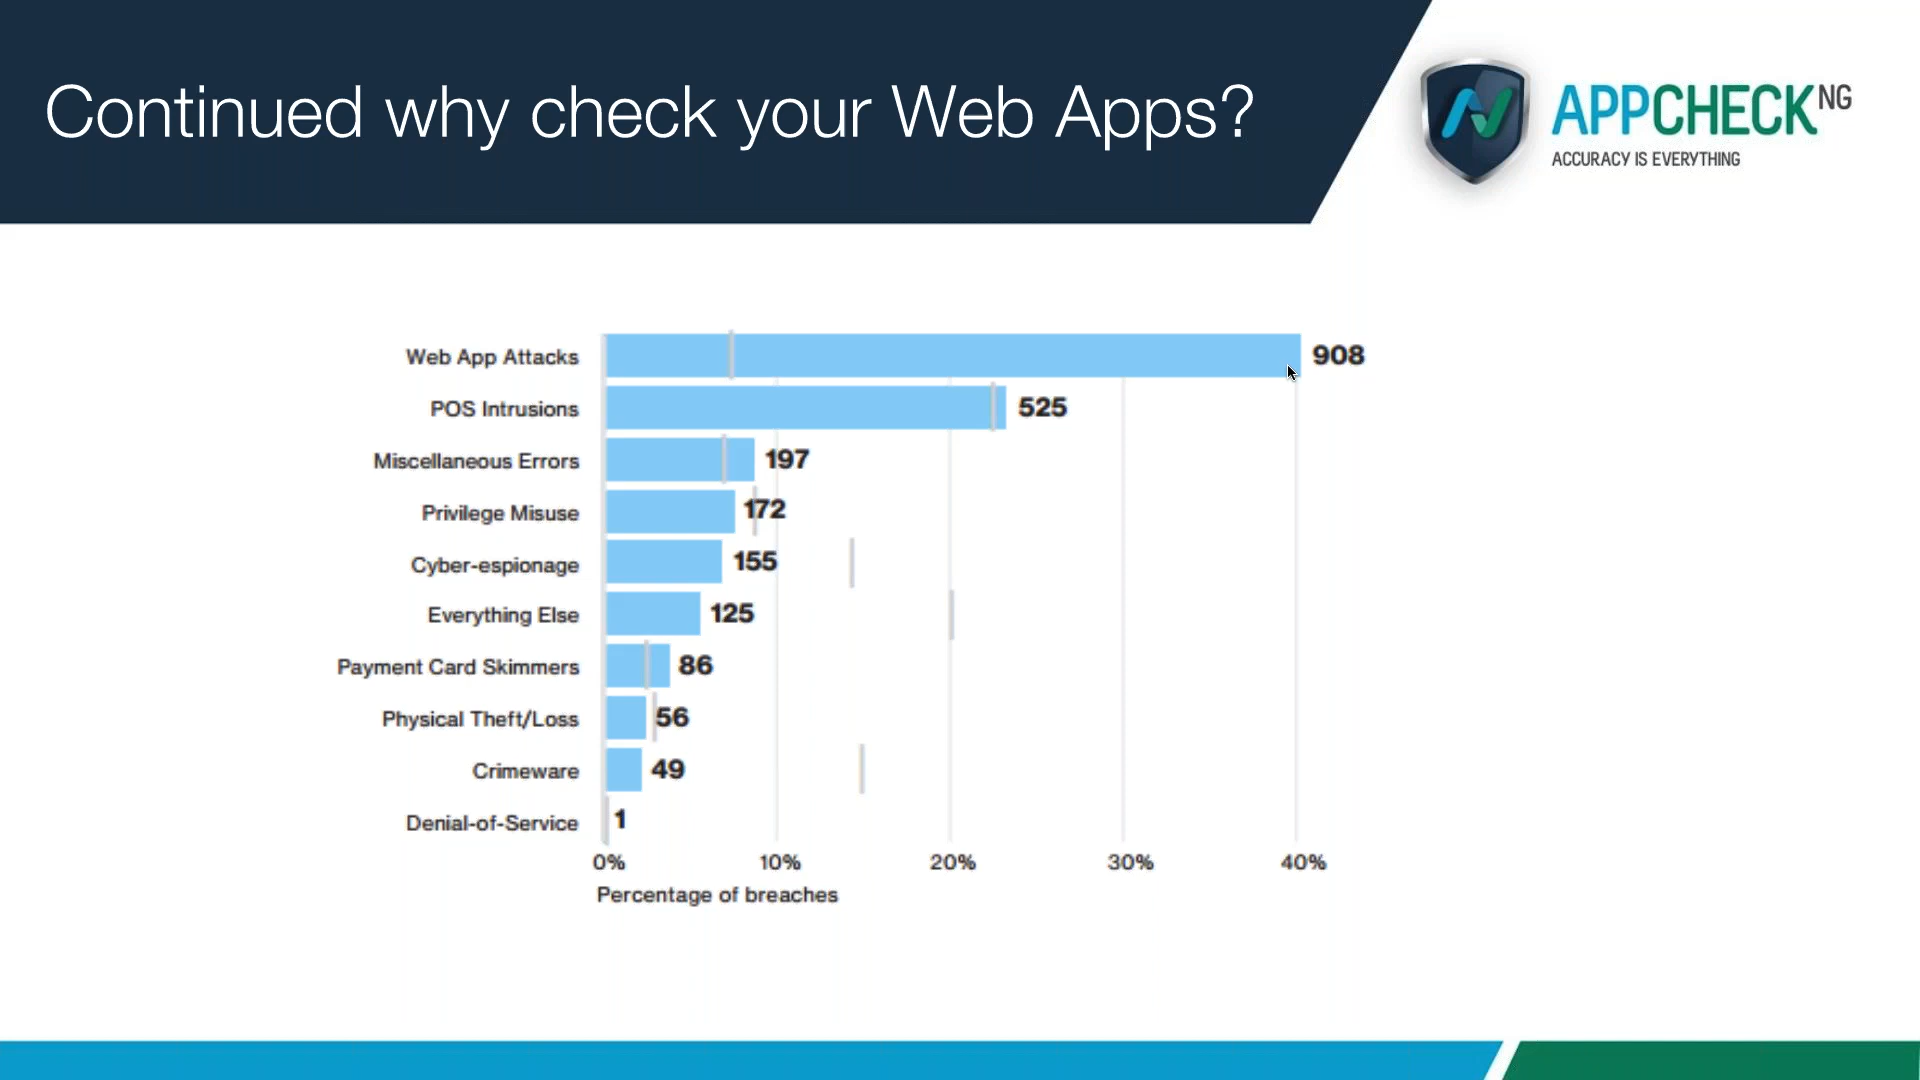 Continued why check your Web Apps?
APPCHECK NG
ACCURACY IS EVERYTHING
Web App Attacks 908
POS Intrusions 525
Miscellaneous Errors 197
Privilege Misuse 172
Cyber-espionage 155
Everything Else 125
Payment Card Skimmers 86
Physical Theft/Loss 56
Crimeware 49
Denial-of-Service 1
0% 10% 20% 30% 40%
Percentage of breaches